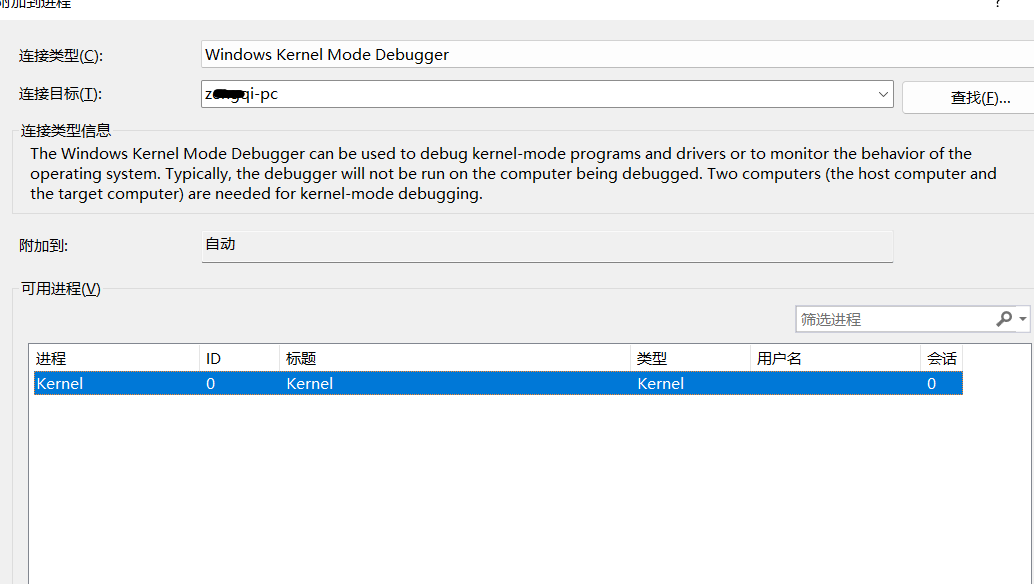 附加到进程
?
连接类型(C):
Windows Kernel Mode Debugger
连接目标(T):
qi-pc
查找(F)...
连接类型信息
The Windows Kernel Mode Debugger can be used to debug kernel-mode programs and drivers or to monitor the behavior of the
operating system. Typically, the debugger will not be run on the computer being debugged. Two computers (the host computer and
the target computer) are needed for kernel-mode debugging.
附加到:
自动
可用进程(V)
筛选进程
进程 ID 标题 类型 用户名 会话
Kernel 0 Kernel Kernel 0